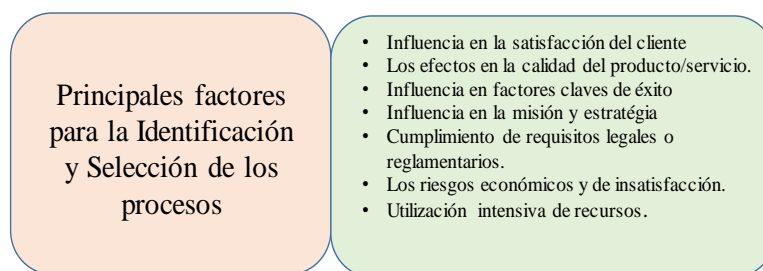 Principales factores
para la Identificación
y Selección de los
procesos
• Influencia en la satisfacción del cliente
• Los efectos en la calidad del producto/servicio.
• Influencia en factores claves de éxito
• Influencia en la misión y estratégia
• Cumplimiento de requisitos legales o
reglamentarios.
• Los riesgos económicos y de insatisfacción.
• Utilización intensiva de recursos.